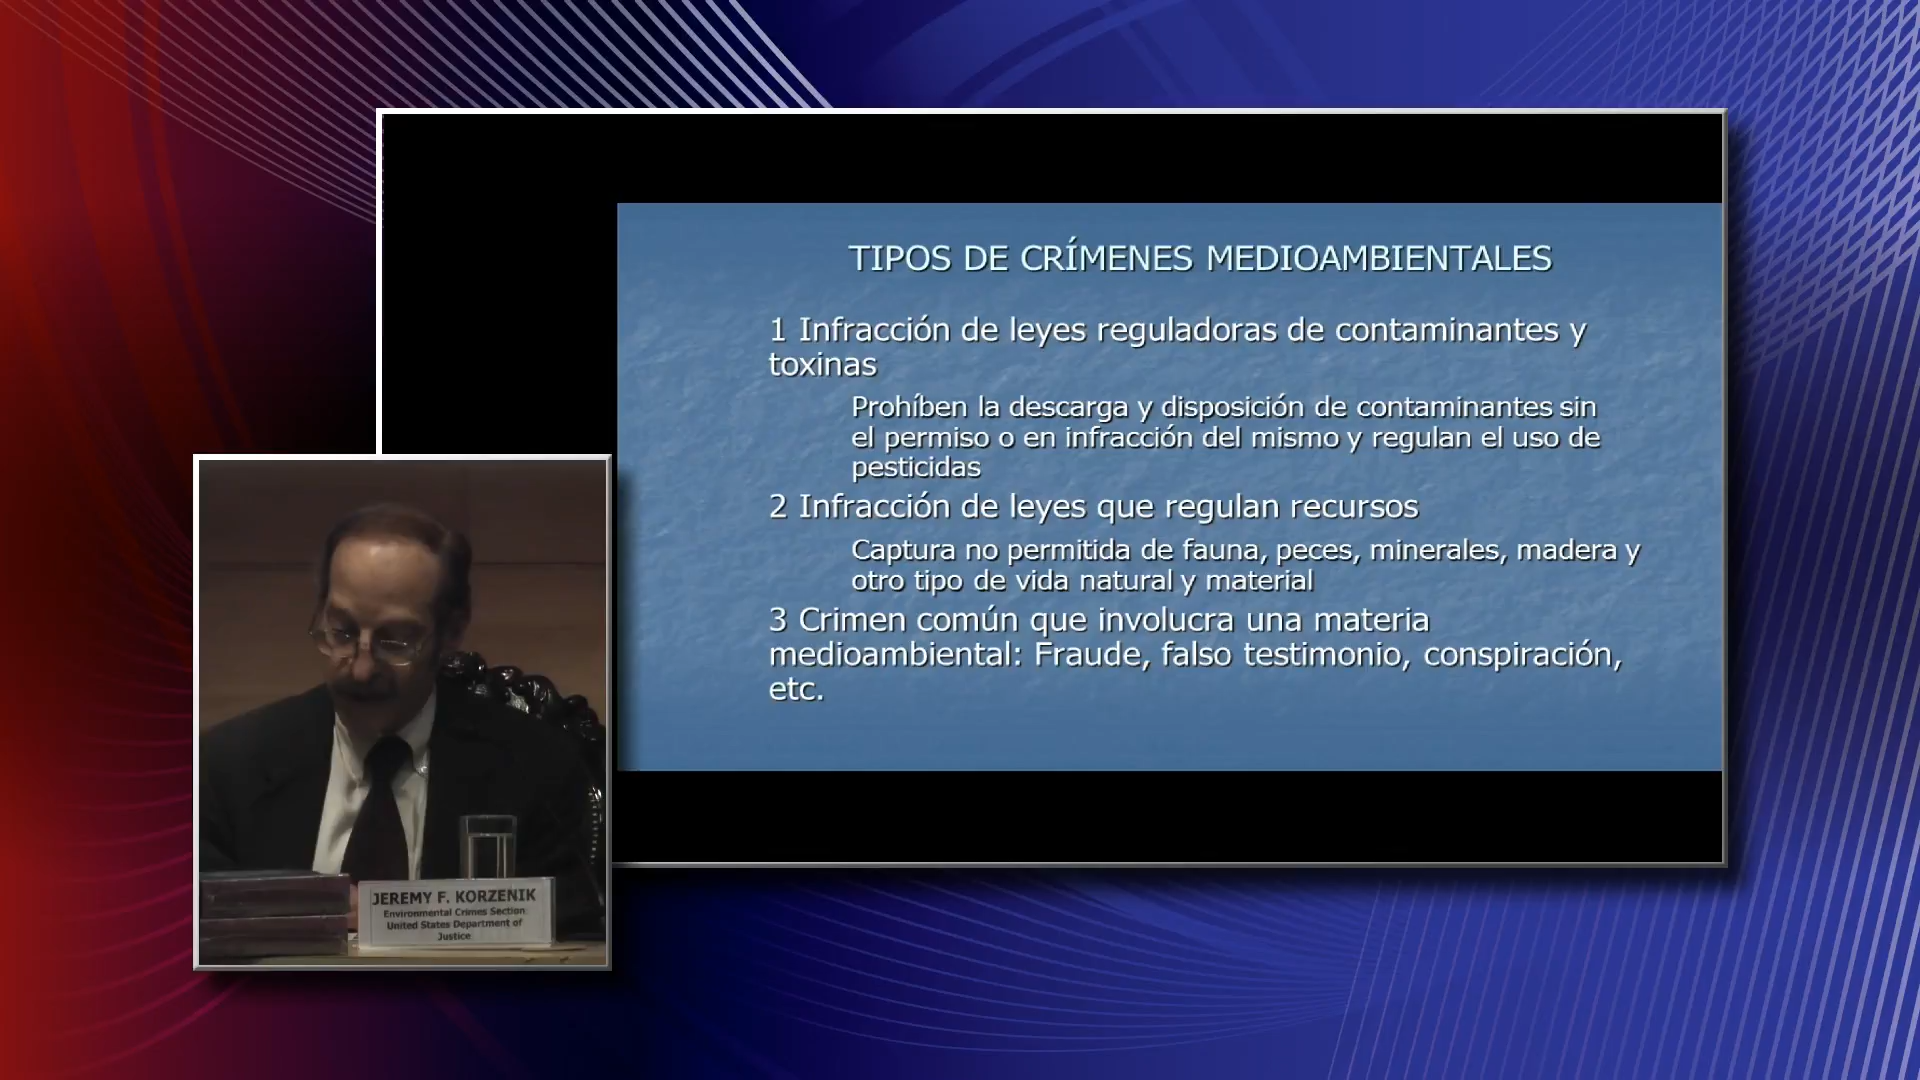 TIPOS DE CRÍMENES MEDIOAMBIENTALES
1 Infracción de leyes reguladoras de contaminantes y
toxinas
Prohíben la descarga y disposición de contaminantes sin
el permiso o en infracción del mismo y regulan el uso de
pesticidas
2 Infracción de leyes que regulan recursos
Captura no permitida de fauna, peces, minerales, madera y
otro tipo de vida natural y material
3 Crimen común que involucra una materia
medioambiental: Fraude, falso testimonio, conspiración,
etc.
JEREMY F. KORZENIK
Environmental Crimes Section
United States Department of
Justice